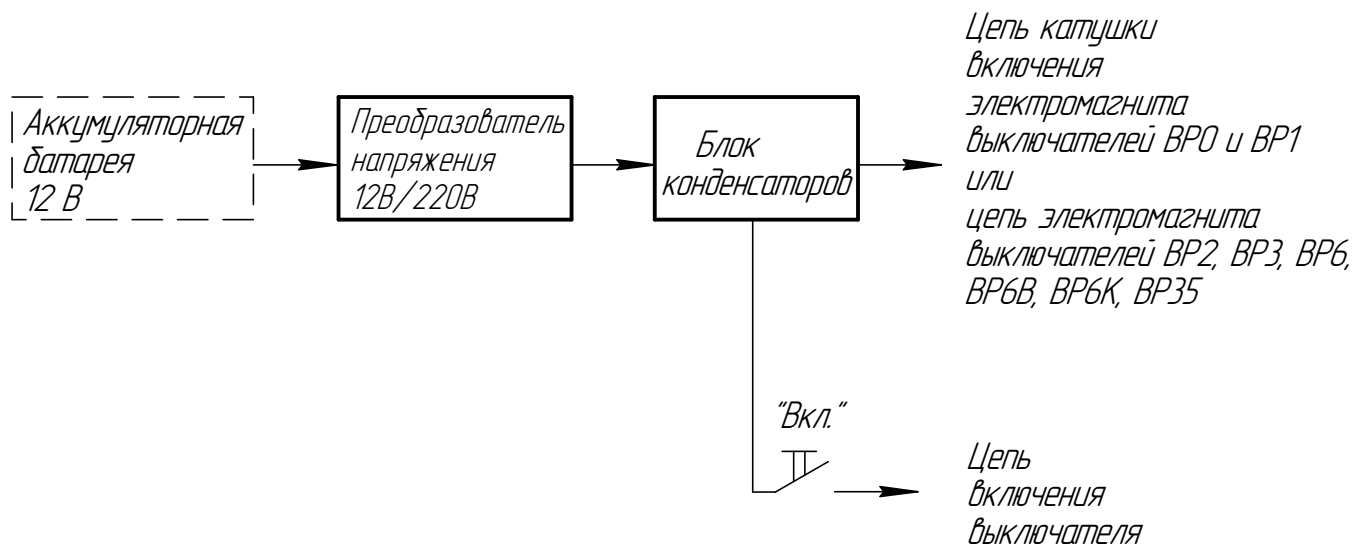 Аккумуляторная
батарея
12 В
Преобразователь
напряжения
12В/220В
Блок
конденсаторов
Цепь катушки
включения
электромагнита
выключателей ВР0 и ВР1
или
цепь электромагнита
выключателей ВР2, ВР3, ВР6,
ВР6В, ВР6К, ВР35
"Вкл."
Цепь
включения
выключателя